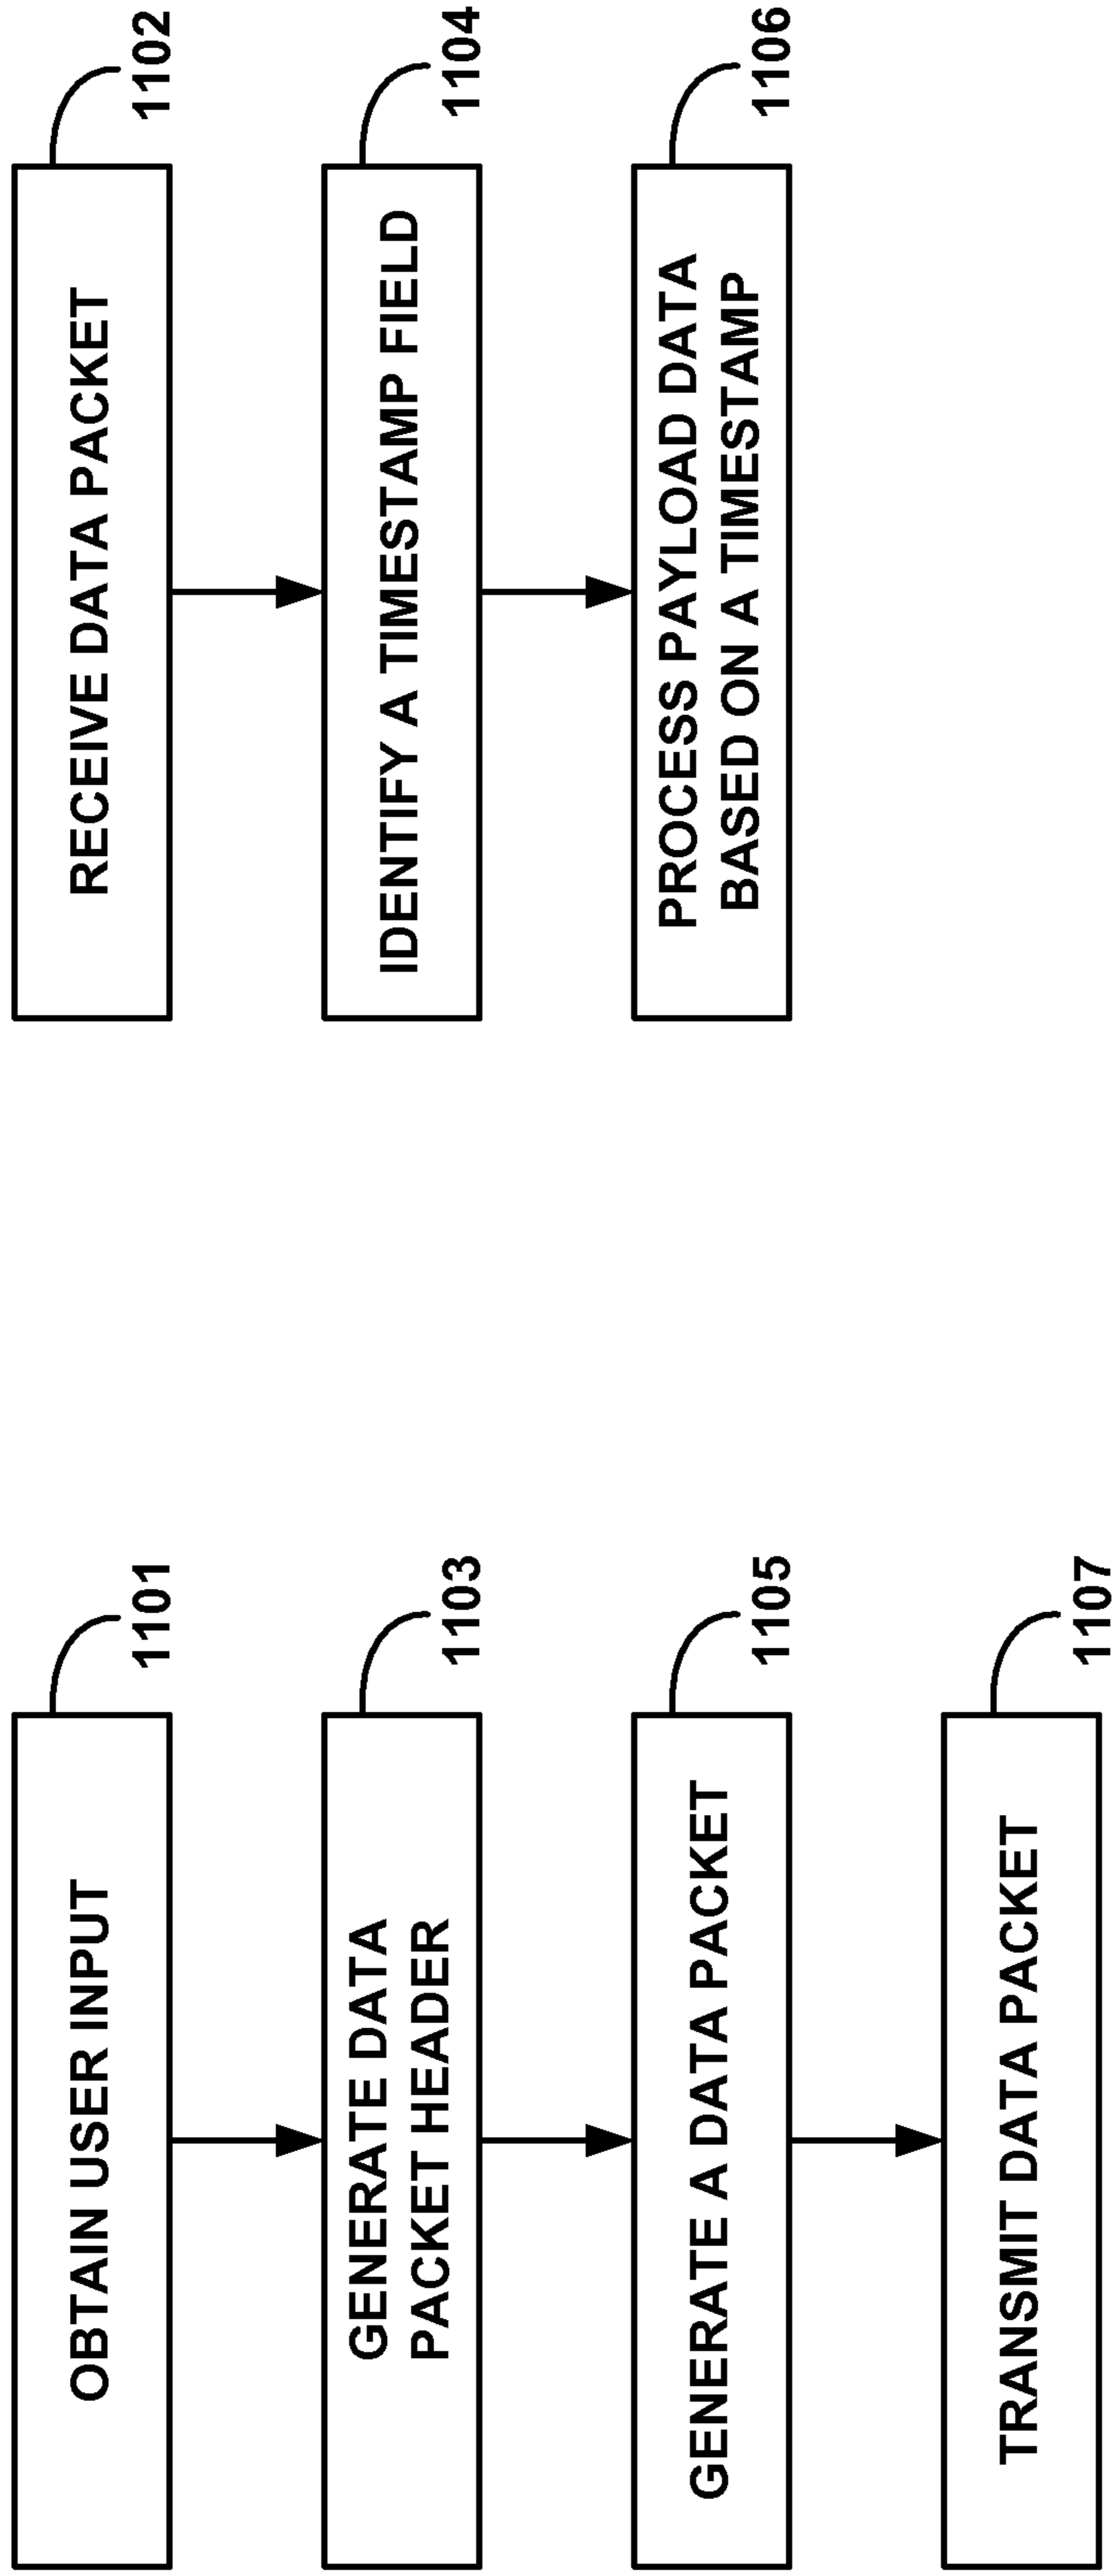 OBTAIN USER INPUT
1101
GENERATE DATA
PACKET HEADER
1103
GENERATE A DATA PACKET
1105
TRANSMIT DATA PACKET
1107
RECEIVE DATA PACKET
1102
IDENTIFY A TIMESTAMP FIELD
1104
PROCESS PAYLOAD DATA
BASED ON A TIMESTAMP
1106